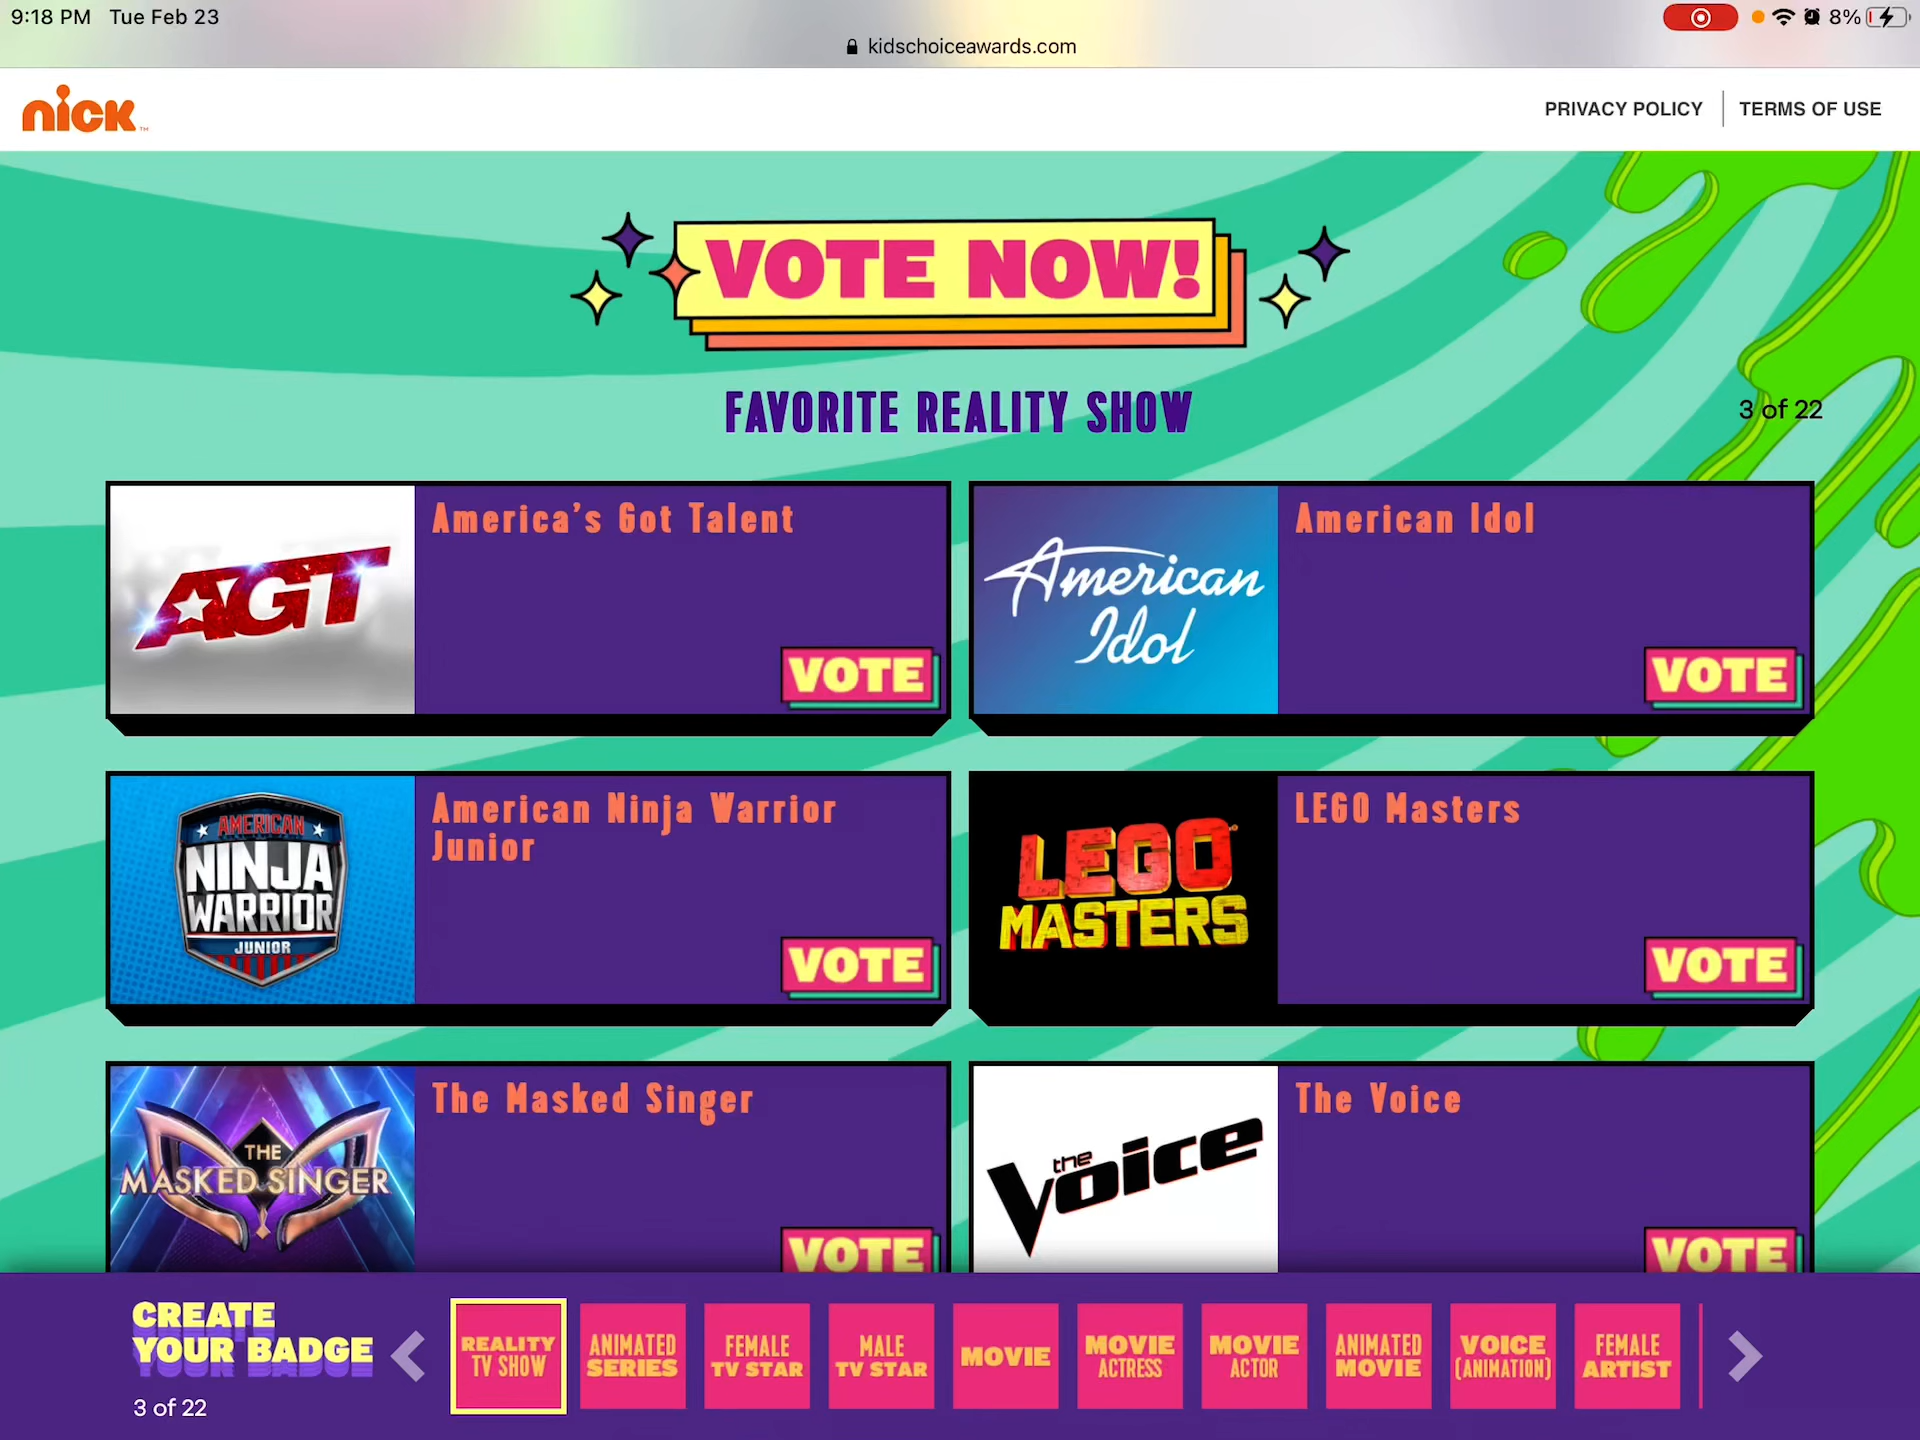 9:18 PM Tue Feb 23
8%
kidschoiceawards.com
nick
PRIVACY POLICY
TERMS OF USE
VOTE NOW!
FAVORITE REALITY SHOW
3 of 22
AGT
America's Got Talent
VOTE
American
Idol
American Idol
VOTE
AMERICAN
NINJA
WARRIOR
JUNIOR
American Ninja Warrior
Junior
VOTE
LEGO
MASTERS
LEGO Masters
VOTE
THE
MASKED SINGER
The Masked Singer
VOTE
the
Voice
The Voice
VOTE
CREATE
YOUR BADGE
3 of 22
REALITY
TV SHOW
ANIMATED
SERIES
FEMALE
TV STAR
MALE
TV STAR
MOVIE
MOVIE
ACTRESS
MOVIE
ACTOR
ANIMATED
MOVIE
VOICE
(ANIMATION)
FEMALE
ARTIST